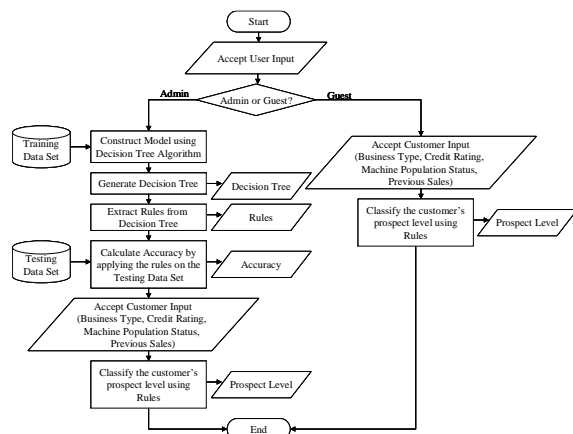 Start
Accept User Input
Admin or Guest?
Admin
Guest
Training
Data Set
Construct Model using
Decision Tree Algorithm
Generate Decision Tree
Decision Tree
Extract Rules from
Decision Tree
Rules
Testing
Data Set
Calculate Accuracy by
applying the rules on the
Testing Data Set
Accuracy
Accept Customer Input
(Business Type, Credit Rating,
Machine Population Status,
Previous Sales)
Classify the customer's
prospect level using
Rules
Prospect Level
Accept Customer Input
(Business Type, Credit Rating,
Machine Population Status,
Previous Sales)
Classify the customer's
prospect level using
Rules
Prospect Level
End